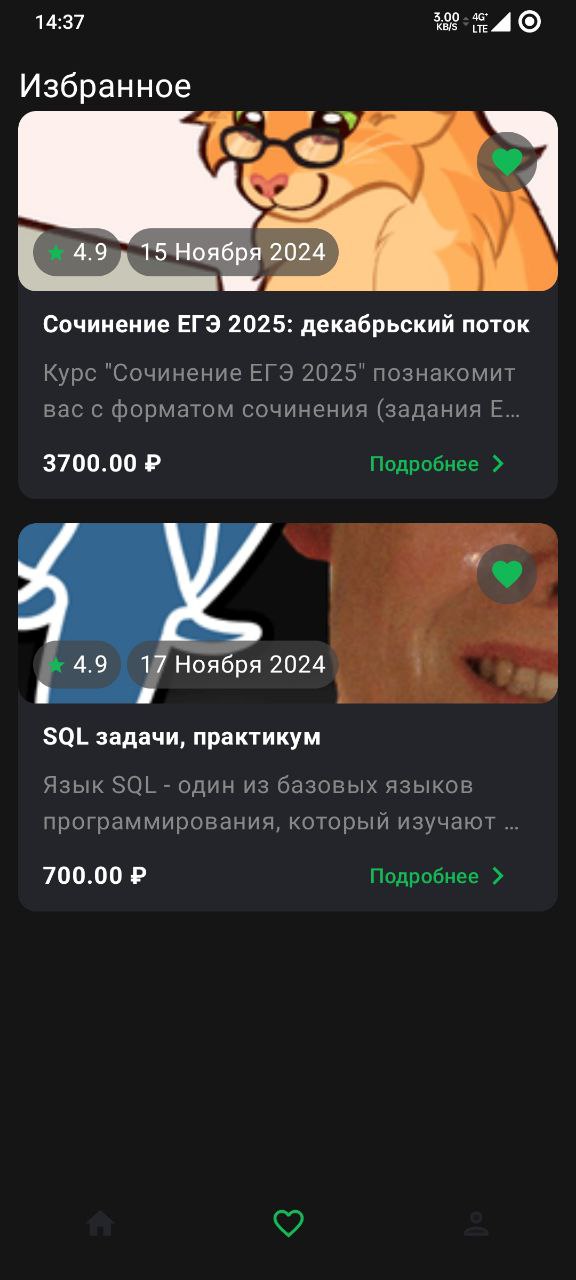 14:37
3.00 KB/S 4G+ LTE
Избранное
4.9 15 Ноября 2024
Сочинение ЕГЭ 2025: декабрьский поток
Курс "Сочинение ЕГЭ 2025" познакомит
вас с форматом сочинения (задания Е…
3700.00 ₽ Подробнее
4.9 17 Ноября 2024
SQL задачи, практикум
Язык SQL - один из базовых языков
программирования, который изучают …
700.00 ₽ Подробнее